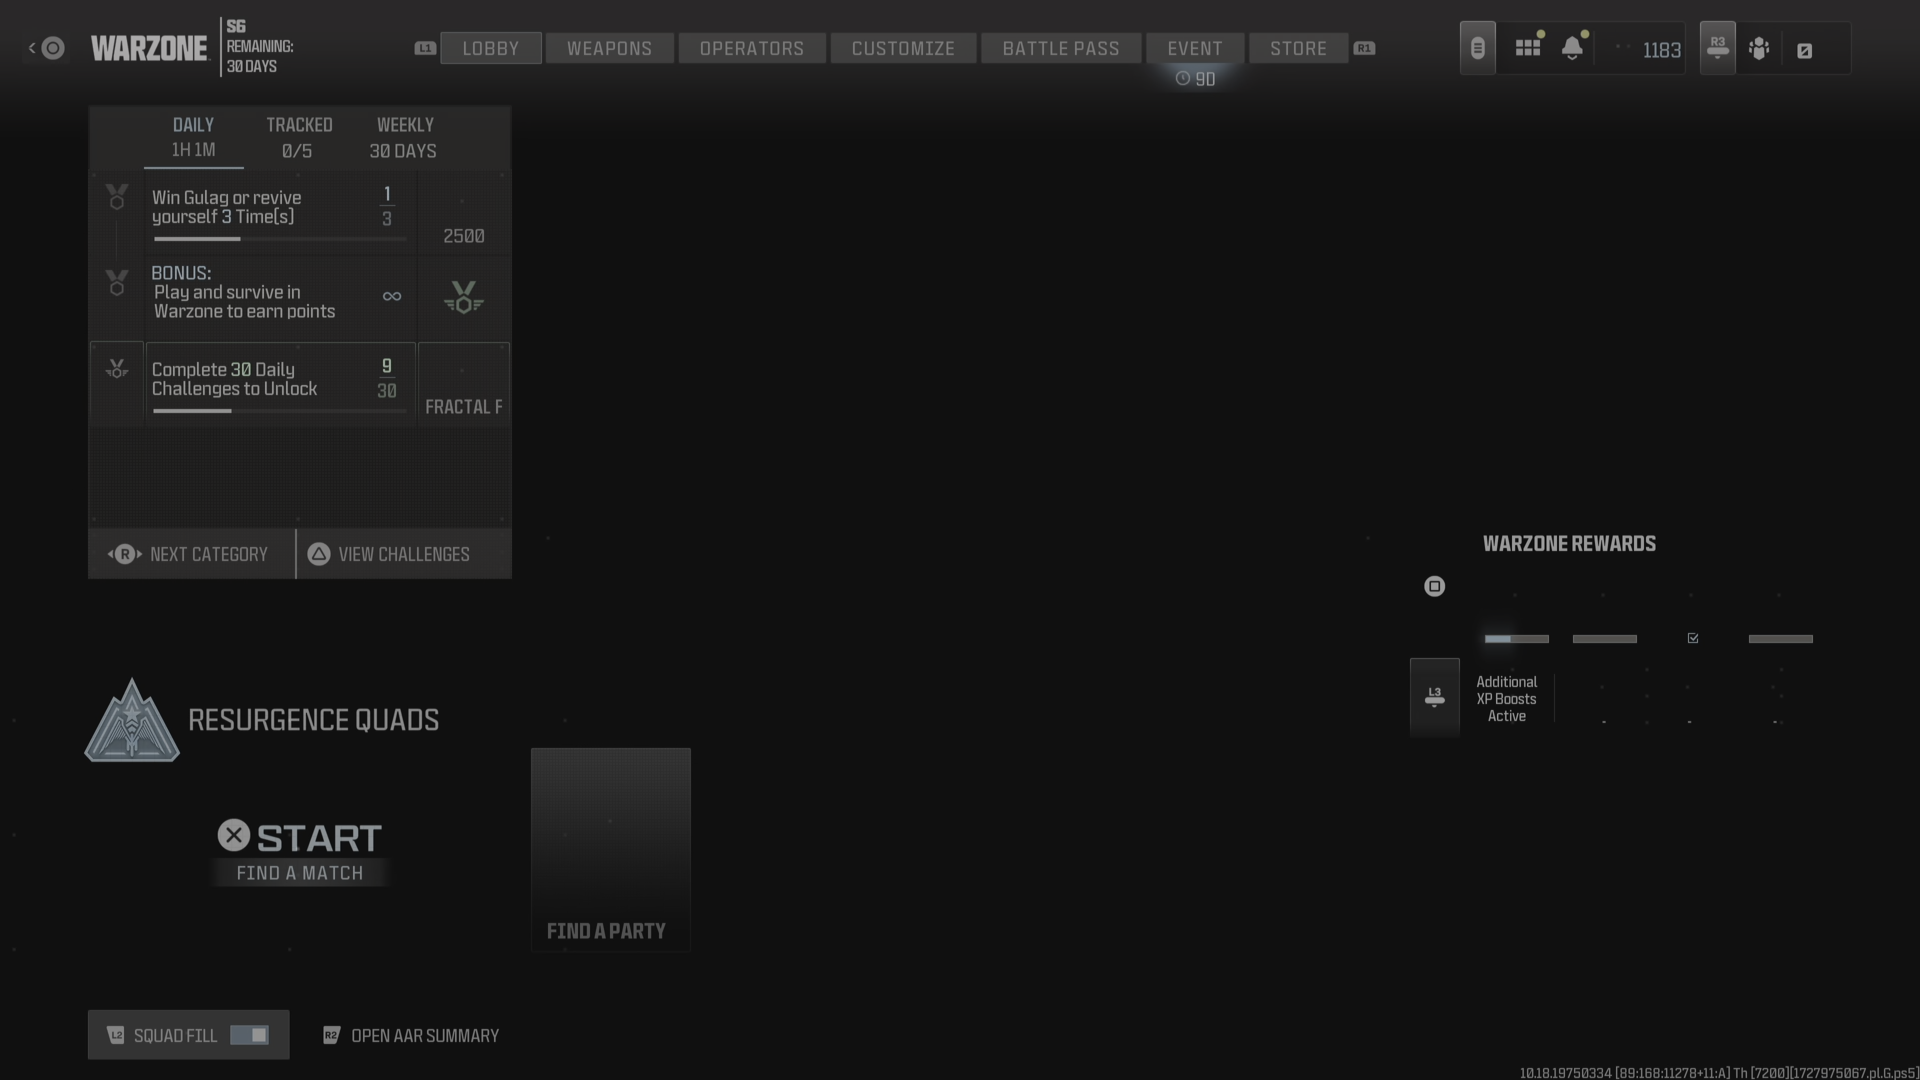 WARZONE
S6
REMAINING:
30 DAYS
L1
LOBBY
WEAPONS
OPERATORS
CUSTOMIZE
BATTLE PASS
EVENT
STORE
R1
9D
1183
R3
0
DAILY
1H 1M
TRACKED
0/5
WEEKLY
30 DAYS
Win Gulag or revive
yourself 3 Time[s]
1
3
2500
BONUS:
Play and survive in
Warzone to earn points
∞
Complete 30 Daily
Challenges to Unlock
9
30
FRACTAL F
R NEXT CATEGORY
VIEW CHALLENGES
WARZONE REWARDS
L3
Additional
XP Boosts
Active
RESURGENCE QUADS
START
FIND A MATCH
FIND A PARTY
L2 SQUAD FILL
R2 OPEN AAR SUMMARY
10.18.19750334 [89:168:11278+11:A] Th [7200][1727975067.pl.G.ps5]